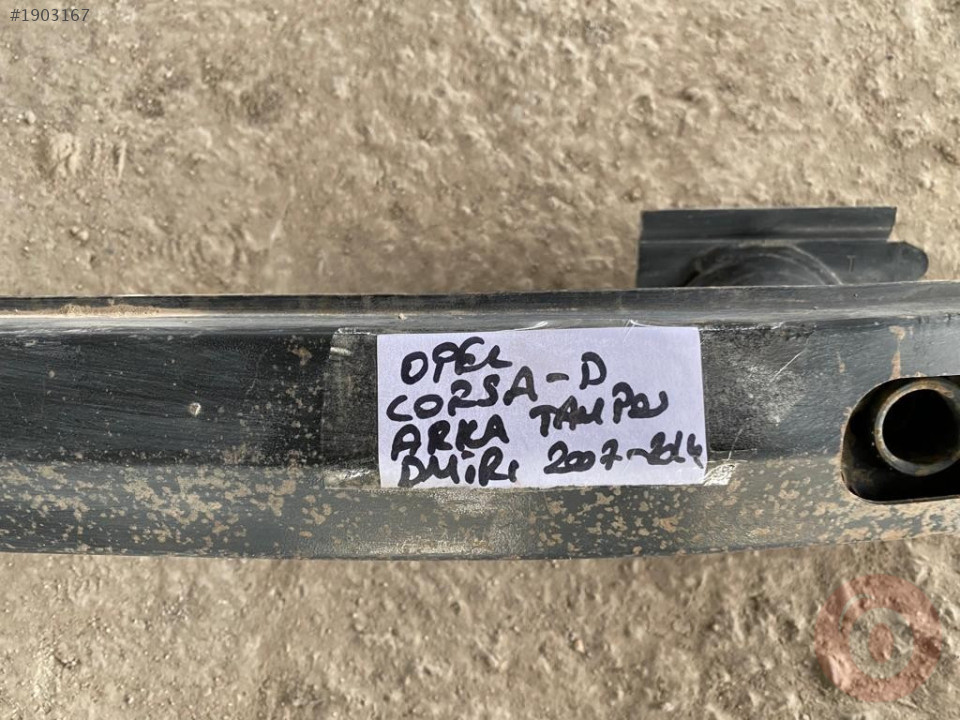 #1903167
OPEL
CORSA-D
ARKA TAMPON
DMİRİ 2007-2014